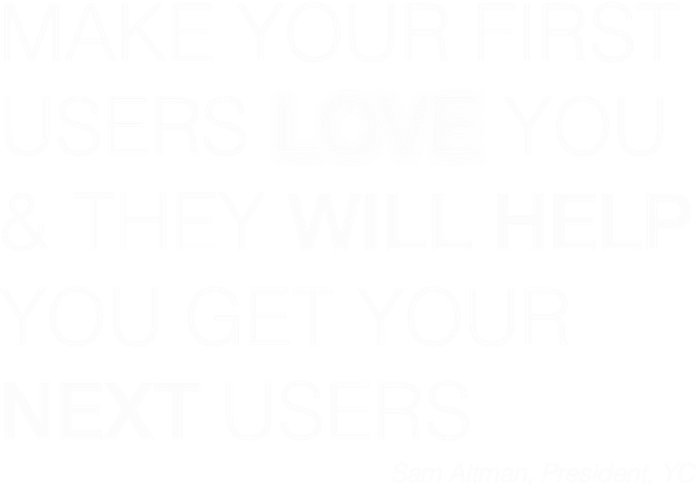 MAKE YOUR FIRST
USERS LOVE YOU
& THEY WILL HELP
YOU GET YOUR
NEXT USERS
Sam Altman, President, YC